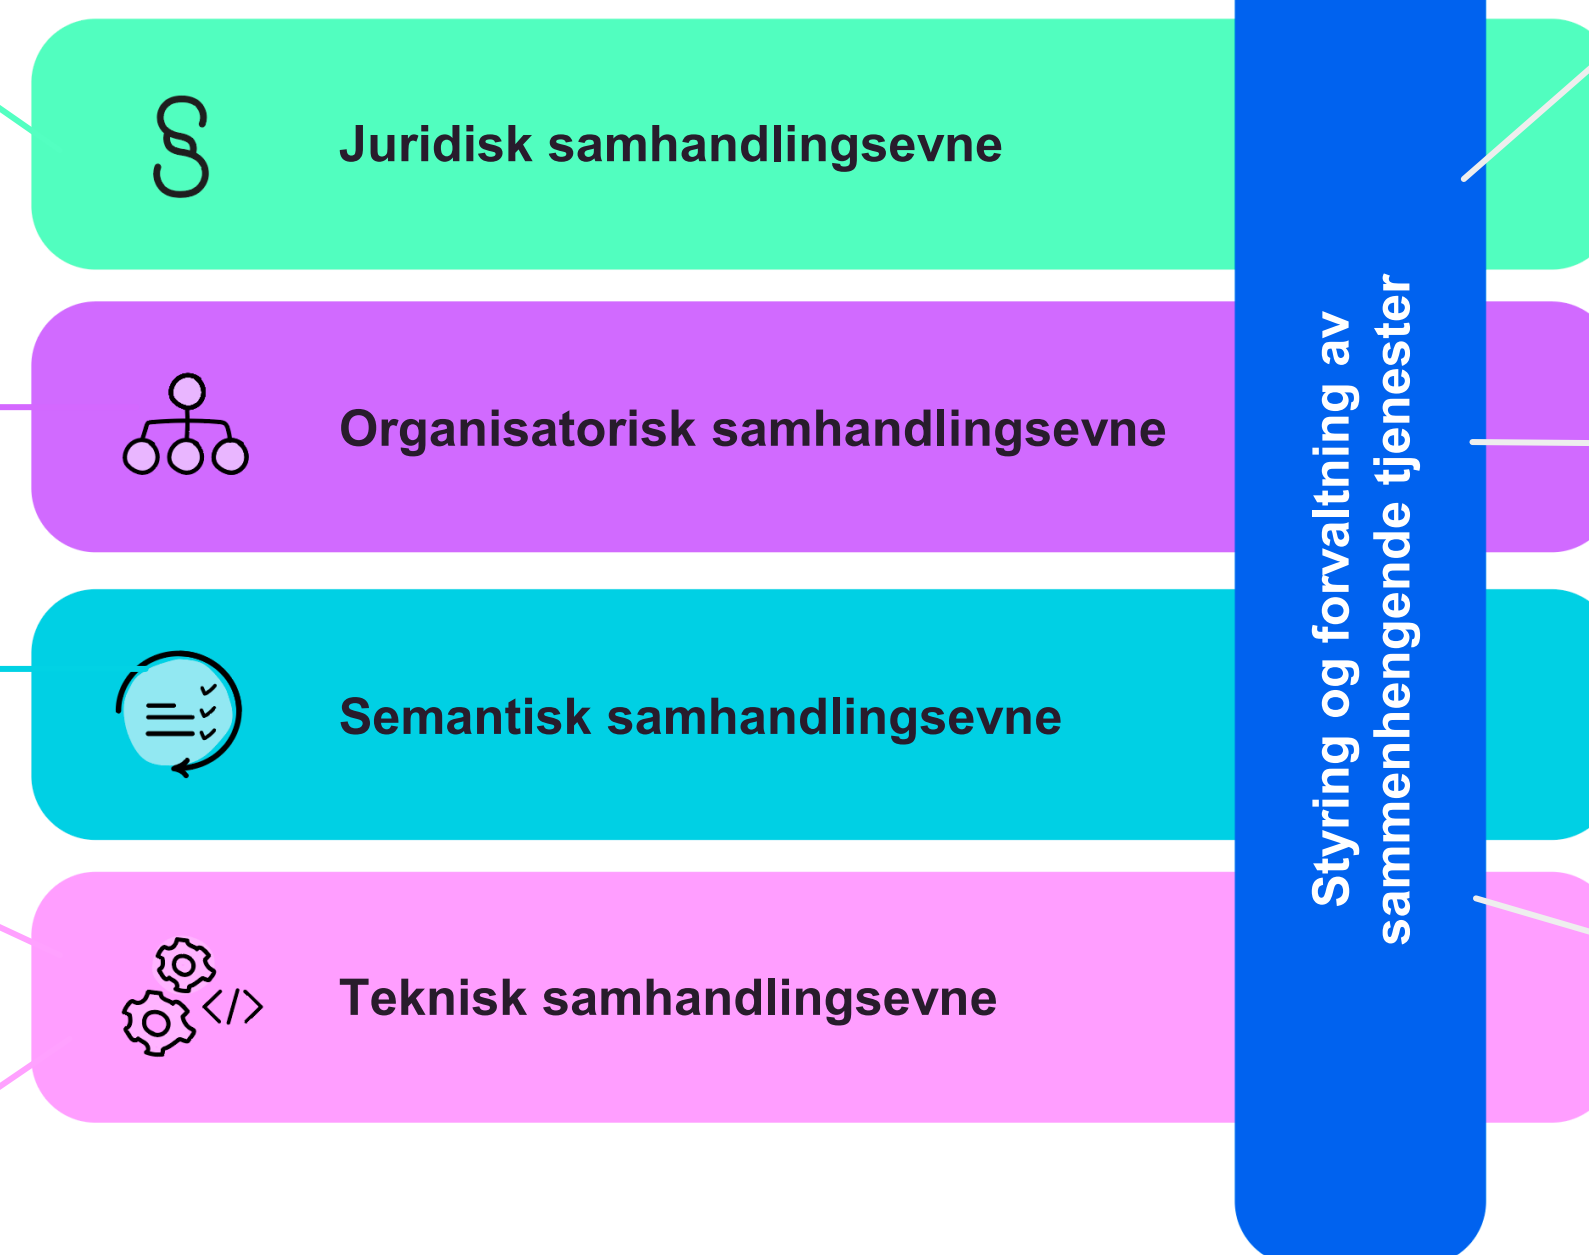 Juridisk samhandlingsevne
Organisatorisk samhandlingsevne
Semantisk samhandlingsevne
Teknisk samhandlingsevne
Styring og forvaltning av
sammenhengende tjenester